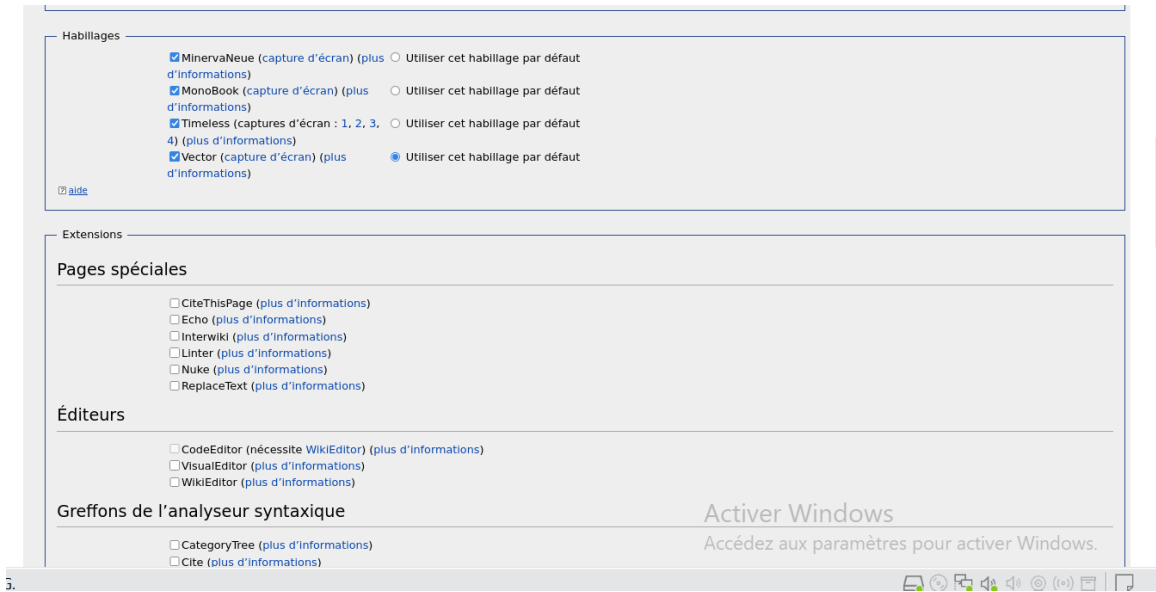 Habillages
MinervaNeue (capture d’écran) (plus d’informations) Utiliser cet habillage par défaut
MonoBook (capture d’écran) (plus d’informations) Utiliser cet habillage par défaut
Timeless (captures d’écran : 1, 2, 3, 4) (plus d’informations) Utiliser cet habillage par défaut
Vector (capture d’écran) (plus d’informations) Utiliser cet habillage par défaut
aide
Extensions
Pages spéciales
CiteThisPage (plus d’informations)
Echo (plus d’informations)
Interwiki (plus d’informations)
Linter (plus d’informations)
Nuke (plus d’informations)
ReplaceText (plus d’informations)
Éditeurs
CodeEditor (nécessite WikiEditor) (plus d’informations)
VisualEditor (plus d’informations)
WikiEditor (plus d’informations)
Greffons de l’analyseur syntaxique
CategoryTree (plus d’informations)
Cite (plus d’informations)
Activer Windows
Accédez aux paramètres pour activer Windows.
G.